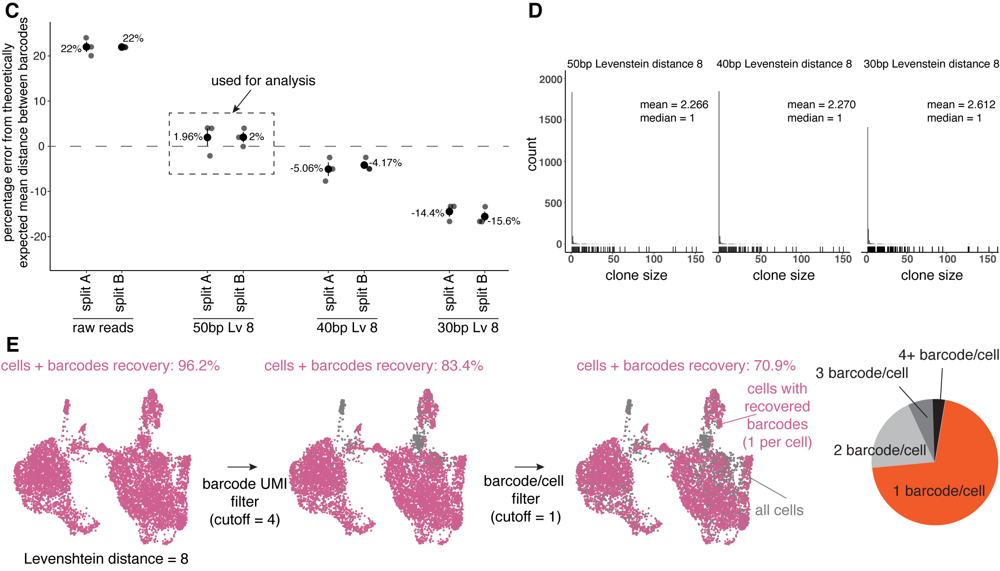 C
percentage error from theoretically
expected mean distance between barcodes
20
10
0
-10
-20
22%
22%
used for analysis
1.96%
2%
-5.06%
-4.17%
-14.4%
-15.6%
split A
split B
split A
split B
split A
split B
split A
split B
raw reads
50bp Lv 8
40bp Lv 8
30bp Lv 8
D
50bp Levenstein distance 8
40bp Levenstein distance 8
30bp Levenstein distance 8
count
2000
1500
1000
500
0
mean = 2.266
median = 1
mean = 2.270
median = 1
mean = 2.612
median = 1
0 50 100 150
0 50 100 150
0 50 100 150
clone size
clone size
clone size
E
cells + barcodes recovery: 96.2%
Levenshtein distance = 8
barcode UMI
filter
(cutoff = 4)
cells + barcodes recovery: 83.4%
barcode/cell
filter
(cutoff = 1)
cells + barcodes recovery: 70.9%
cells with
recovered
barcodes
(1 per cell)
all cells
4+ barcode/cell
3 barcode/cell
2 barcode/cell
1 barcode/cell